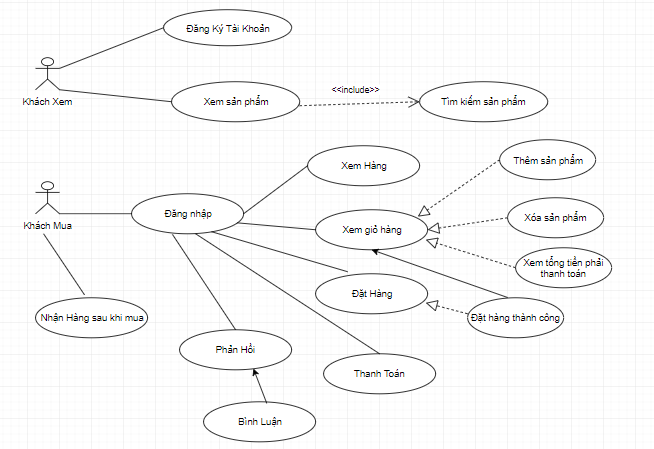 Đăng Ký Tài Khoản
Khách Xem
Xem sản phẩm
<<include>>
Tìm kiếm sản phẩm
Thêm sản phẩm
Xem Hàng
Khách Mua
Đăng nhập
Xem giỏ hàng
Xóa sản phẩm
Xem tổng tiền phải
thanh toán
Đặt Hàng
Nhận Hàng sau khi mua
Đặt hàng thành công
Phản Hồi
Thanh Toán
Bình Luận